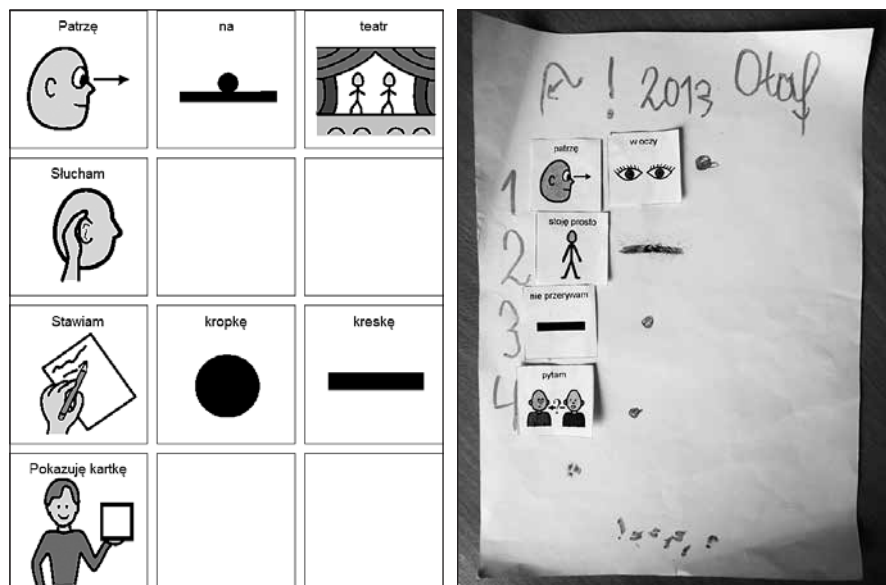 Patrzę na teatr
Słucham
Stawiam kropkę kreskę
Pokazuję kartkę
! 2013
1 patrzę w oczy
2 stoję prosto
3 nie przerywam
4 pytam
?